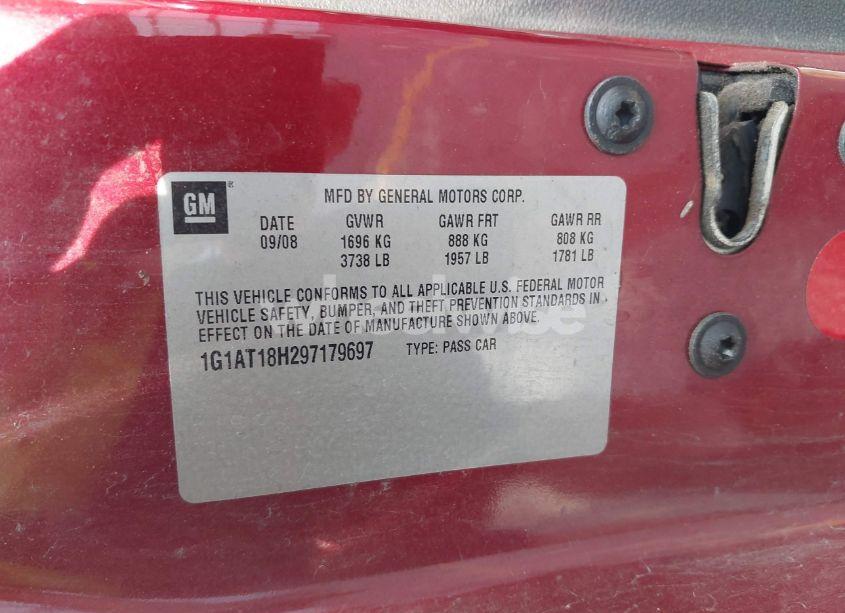 GM®
MFD BY GENERAL MOTORS CORP.
DATE GVWR GAWR FRT GAWR RR
09/08 1696 KG 888 KG 808 KG
3738 LB 1957 LB 1781 LB
THIS VEHICLE CONFORMS TO ALL APPLICABLE U.S. FEDERAL MOTOR
VEHICLE SAFETY, BUMPER, AND THEFT PREVENTION STANDARDS IN
EFFECT ON THE DATE OF MANUFACTURE SHOWN ABOVE.
1G1AT18H297179697 TYPE: PASS CAR